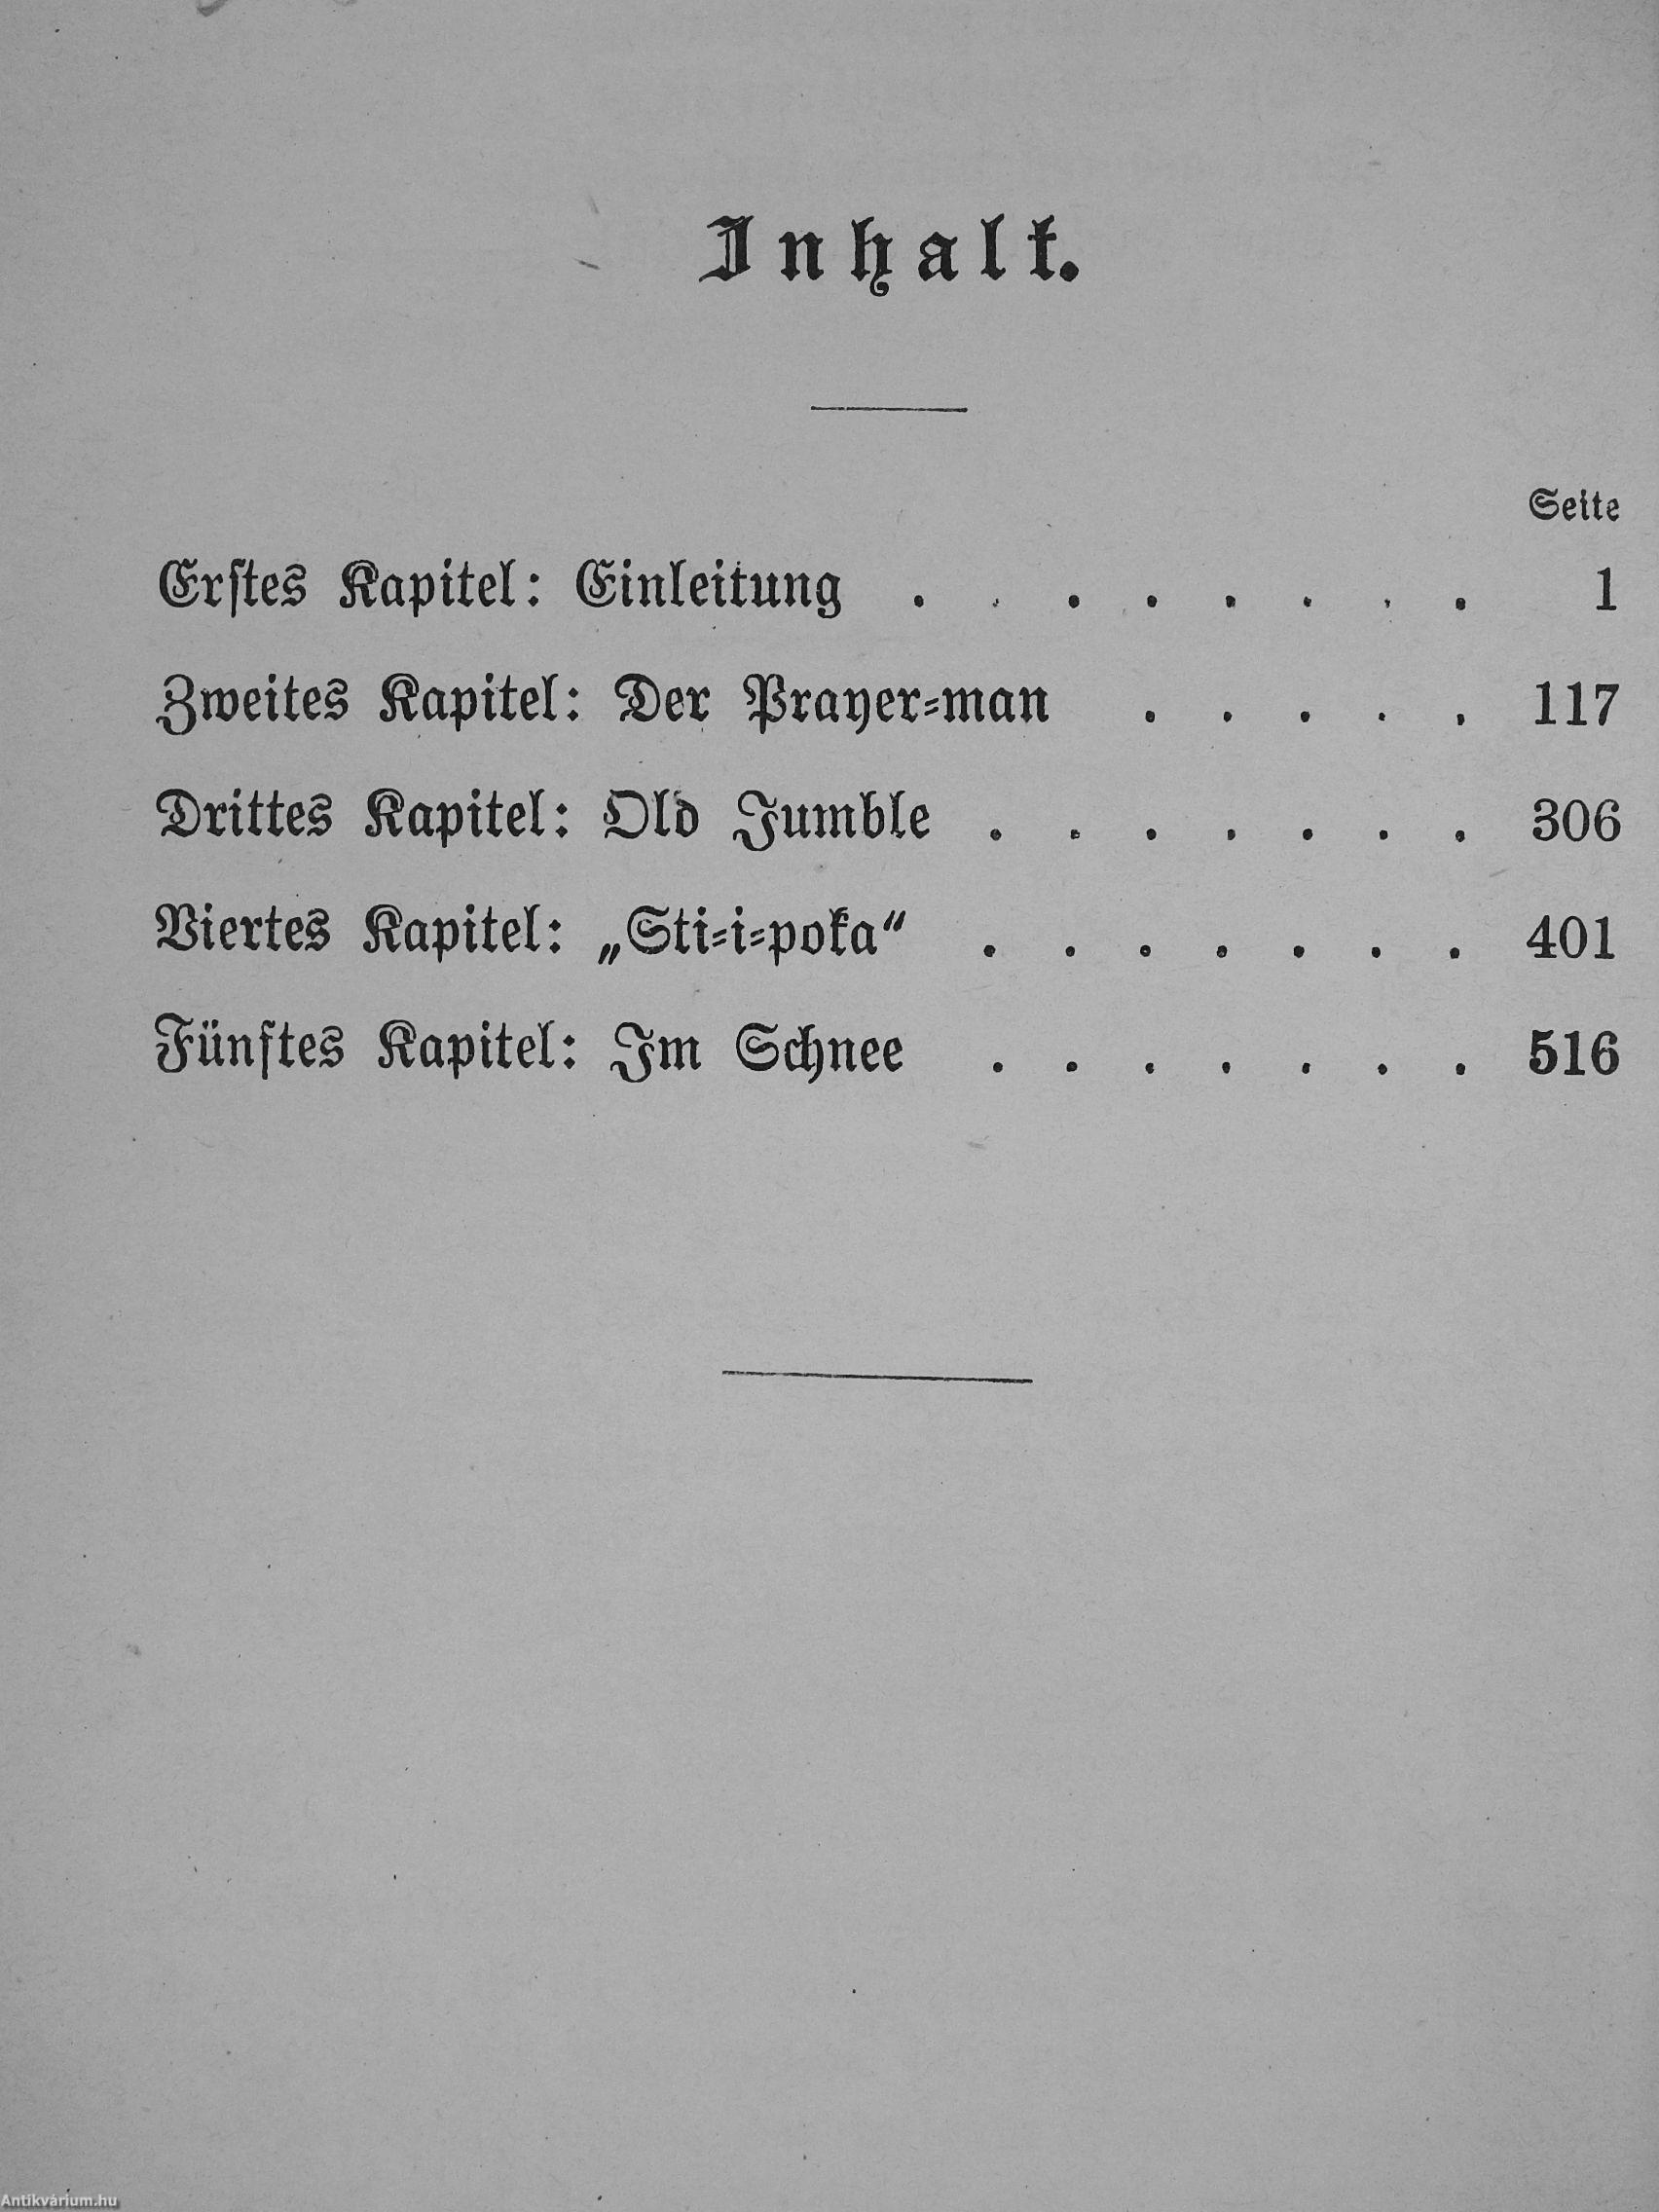 Inhalt.
Seite
Erſtes Kapitel: Einleitung . . . . . . . . 1
Zweites Kapitel: Der Prayer⸗man . . . . . 117
Drittes Kapitel: Old Jumble . . . . . . . 306
Viertes Kapitel: „Sti⸗i⸗poka“ . . . . . . . 401
Fünftes Kapitel: Im Schnee . . . . . . . 516
Antikvárium.hu